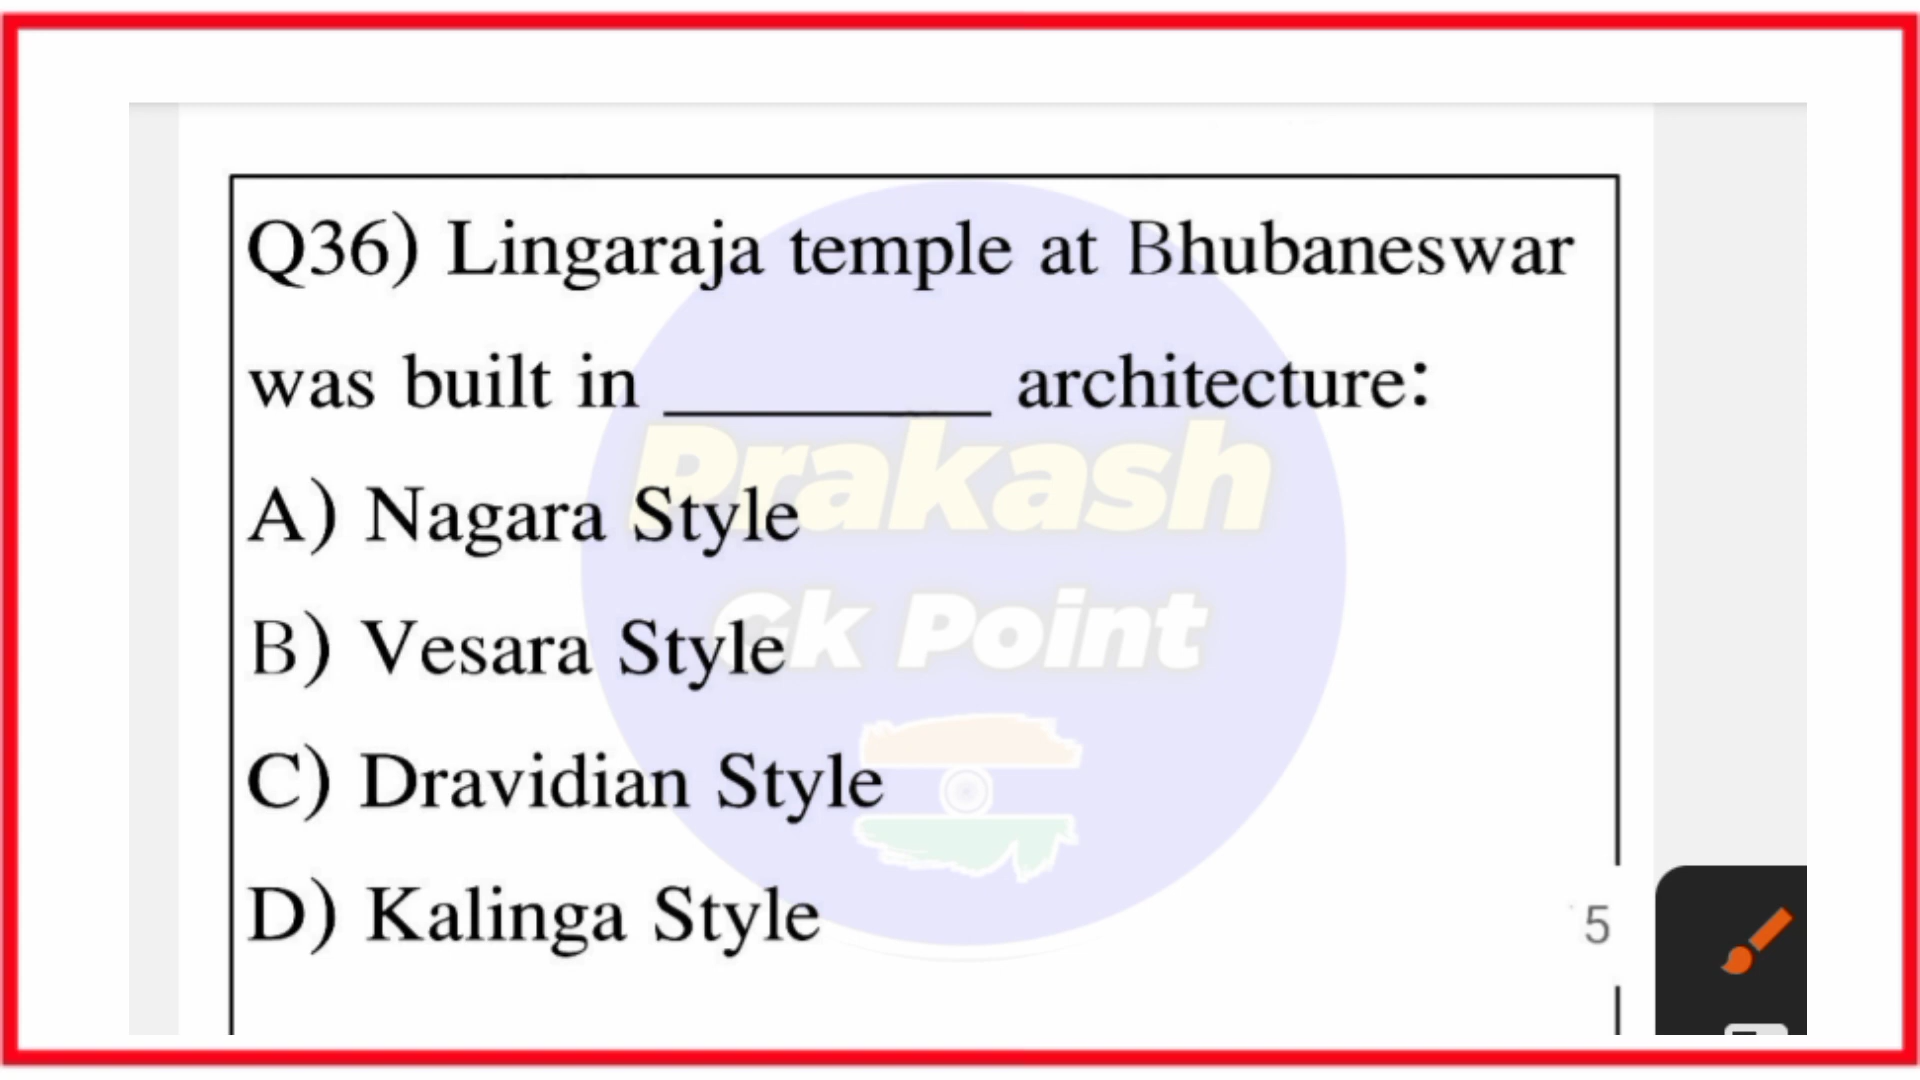 Q36) Lingaraja temple at Bhubaneswar
was built in _________ architecture:
A) Nagara Style
B) Vesara Style
C) Dravidian Style
D) Kalinga Style
Prakash
Gk Point
5